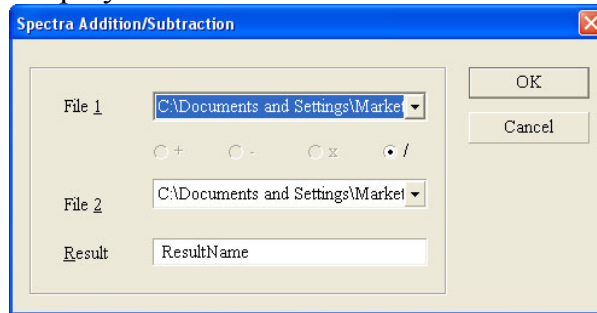 Spectra Addition/Subtraction
File 1 C:\Documents and Settings\Market
OK
Cancel
+ - x /
File 2 C:\Documents and Settings\Market
Result ResultName